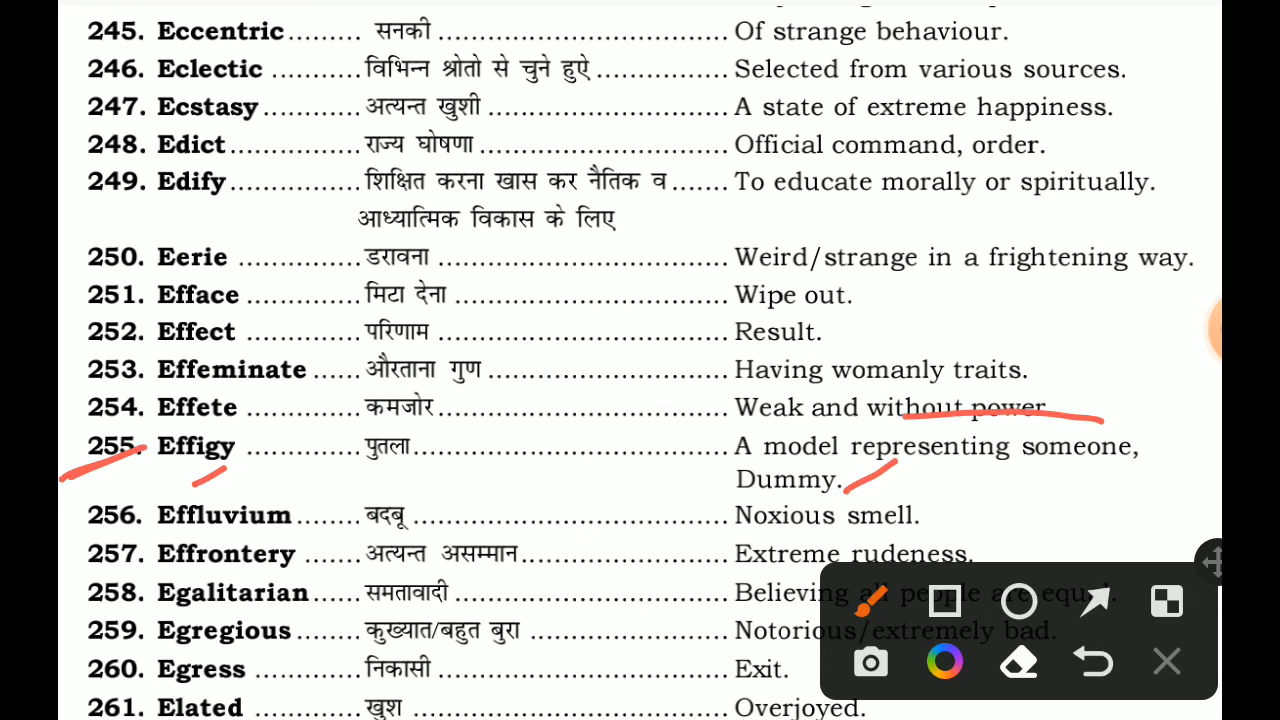 245. Eccentric......... सनकी ................................... Of strange behaviour.
246. Eclectic ...........विभिन्न श्रोतो से चुने हुऐ ................ Selected from various sources.
247. Ecstasy............ अत्यन्त खुशी ............................. A state of extreme happiness.
248. Edict................ राज्य घोषणा .............................. Official command, order.
249. Edify................ शिक्षित करना खास कर नैतिक व ....... To educate morally or spiritually.
आध्यात्मिक विकास के लिए
250. Eerie ...............डरावना ................................... Weird/strange in a frightening way.
251. Efface ..............मिटा देना ................................. Wipe out.
252. Effect ..............परिणाम ................................... Result.
253. Effeminate ......औरताना गुण .............................. Having womanly traits.
254. Effete ..............कमजोर................................... Weak and without power
255. Effigy ..............पुतला...................................... A model representing someone,
Dummy.
256. Effluvium........ बदबू ...................................... Noxious smell.
257. Effrontery .......अत्यन्त असम्मान.......................... Extreme rudeness.
258. Egalitarian...... समतावादी ................................. Believing all people are equal.
259. Egregious ........कुख्यात/बहुत बुरा ........................ Notorious/extremely bad.
260. Egress .............निकासी ................................... Exit.
261. Elated .............खुश ....................................... Overjoyed.